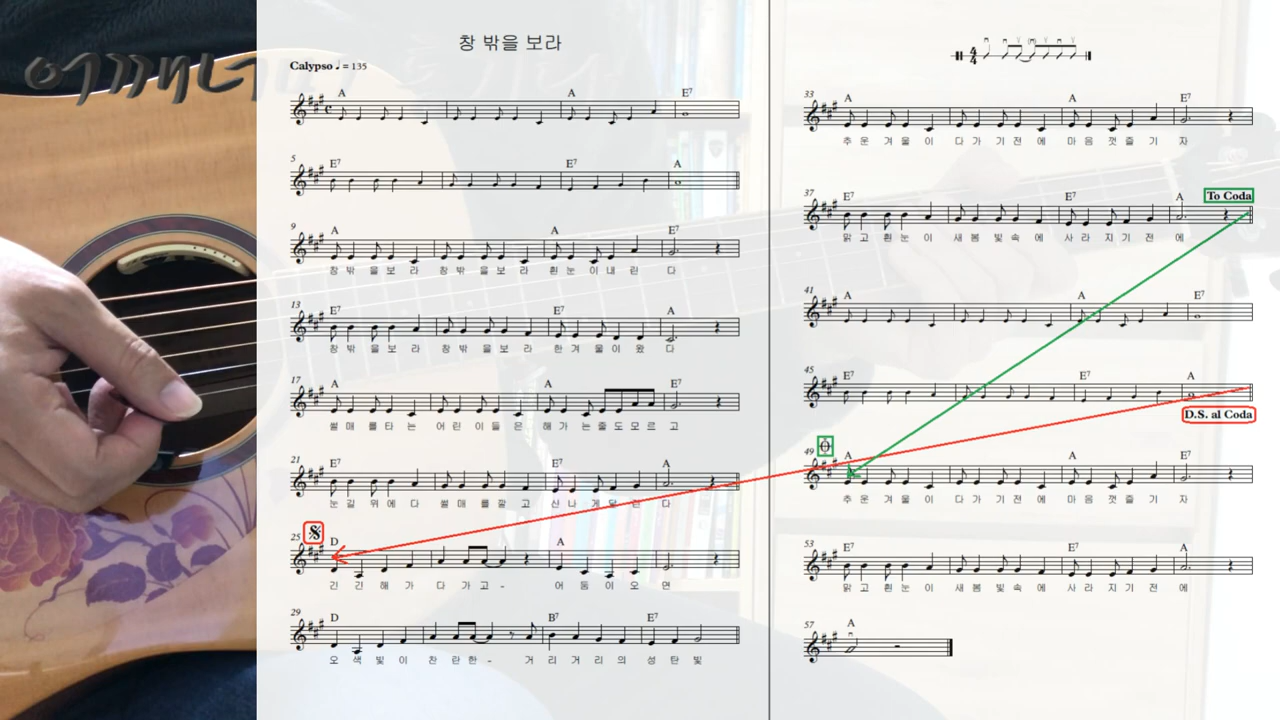 어깨너
창 밖을 보라
Calypso ♩ = 135
A A E7
5
E7 E7 A
9
A A E7
창 밖 을 보 라 창 밖 을 보 라 흰 눈 이 내 린 다
13
E7 E7 A
창 밖 을 보 라 창 밖 을 보 라 한 겨 울 이 왔 다
17
A A E7
썰 매 를 타 는 어 린 이 들 은 해 가 는 줄 도 모 르 고
21
E7 E7 A
눈 길 위 에 다 썰 매 를 깔 고 신 나 게 달 린 다
25
D A
긴 긴 해 가 다 가 고 - 어 둠 이 오 면
29
D B7 E7
오 색 빛 이 찬 란 한 - 거 리 거 리 의 성 탄 빛
4/4
33
A A E7
추 운 겨 울 이 다 가 기 전 에 마 음 껏 즐 기 자
37
E7 E7 A To Coda
맑 고 흰 눈 이 새 봄 빛 속 에 사 라 지 기 전 에
41
A A E7
45
E7 E7 A
D.S. al Coda
49
A A E7
추 운 겨 울 이 다 가 기 전 에 마 음 껏 즐 기 자
53
E7 E7 A
맑 고 흰 눈 이 새 봄 빛 속 에 사 라 지 기 전 에
57
A